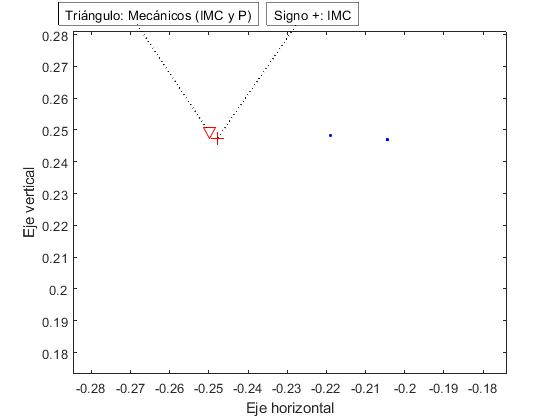 Triángulo: Mecánicos (IMC y P)
Signo +: IMC
0.28
0.27
0.26
0.25
0.24
0.23
0.22
0.21
0.2
0.19
0.18
Eje vertical
-0.28 -0.27 -0.26 -0.25 -0.24 -0.23 -0.22 -0.21 -0.2 -0.19 -0.18
Eje horizontal